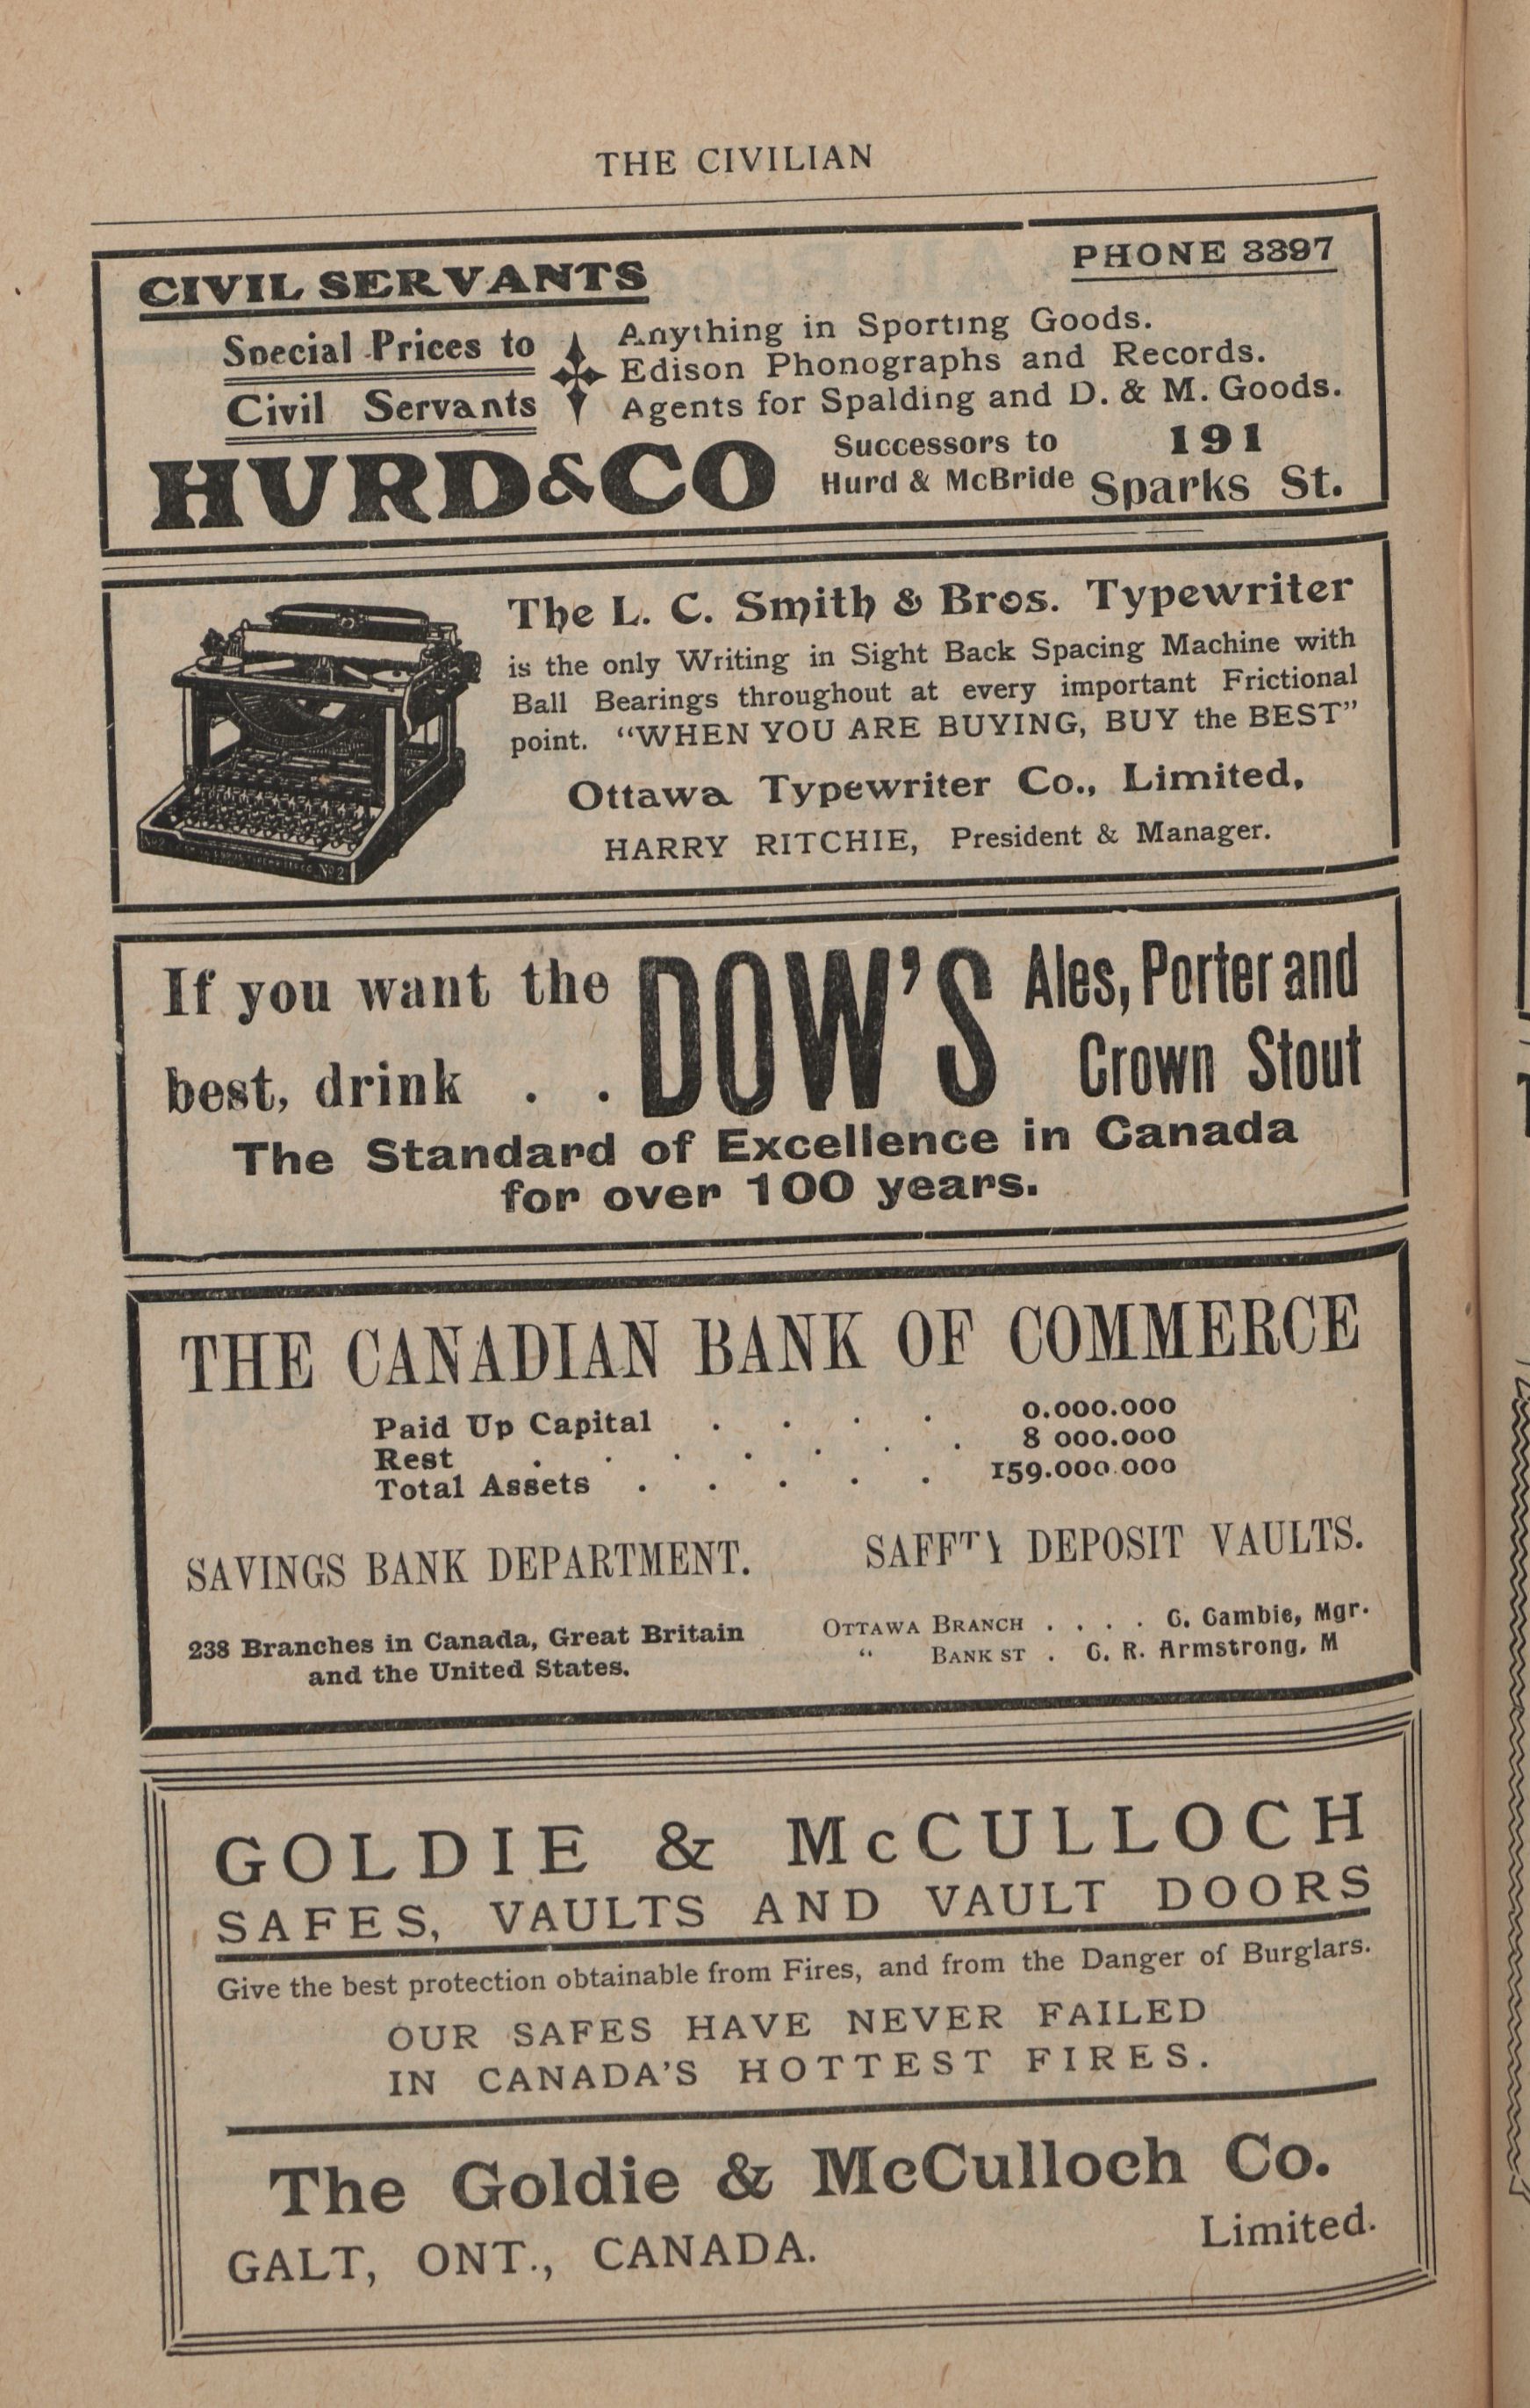 THE CIVILIAN
CIVIL SERVANTS
PHONE 3397
Special Prices to
Civil Servants
Anything in Sporting Goods.
Edison Phonographs and Records.
Agents for Spalding and D. & M. Goods.
HURD & CO
Successors to
Hurd & McBride
191
Sparks St.
The L. C. Smith & Bros. Typewriter
is the only Writing in Sight Back Spacing Machine with
Ball Bearings throughout at every important Frictional
point. "WHEN YOU ARE BUYING, BUY the BEST"
Ottawa Typewriter Co., Limited,
HARRY RITCHIE, President & Manager.
No 2
If you want the
best, drink . .
DOW'S
Ales, Porter and
Crown Stout
The Standard of Excellence in Canada
for over 100 years.
THE CANADIAN BANK OF COMMERCE
Paid Up Capital . . . . 0.000.000
Rest . . . . . . . 8 000.000
Total Assets . . . . . 159.000.000
SAVINGS BANK DEPARTMENT.
238 Branches in Canada, Great Britain
and the United States.
SAFETY DEPOSIT VAULTS.
OTTAWA BRANCH . . . . C. Gambie, Mgr.
" BANK ST . C. R. Armstrong, M
GOLDIE & McCULLOCH
SAFES, VAULTS AND VAULT DOORS
Give the best protection obtainable from Fires, and from the Danger of Burglars.
OUR SAFES HAVE NEVER FAILED
IN CANADA'S HOTTEST FIRES.
The Goldie & McCulloch Co.
Limited.
GALT, ONT., CANADA.